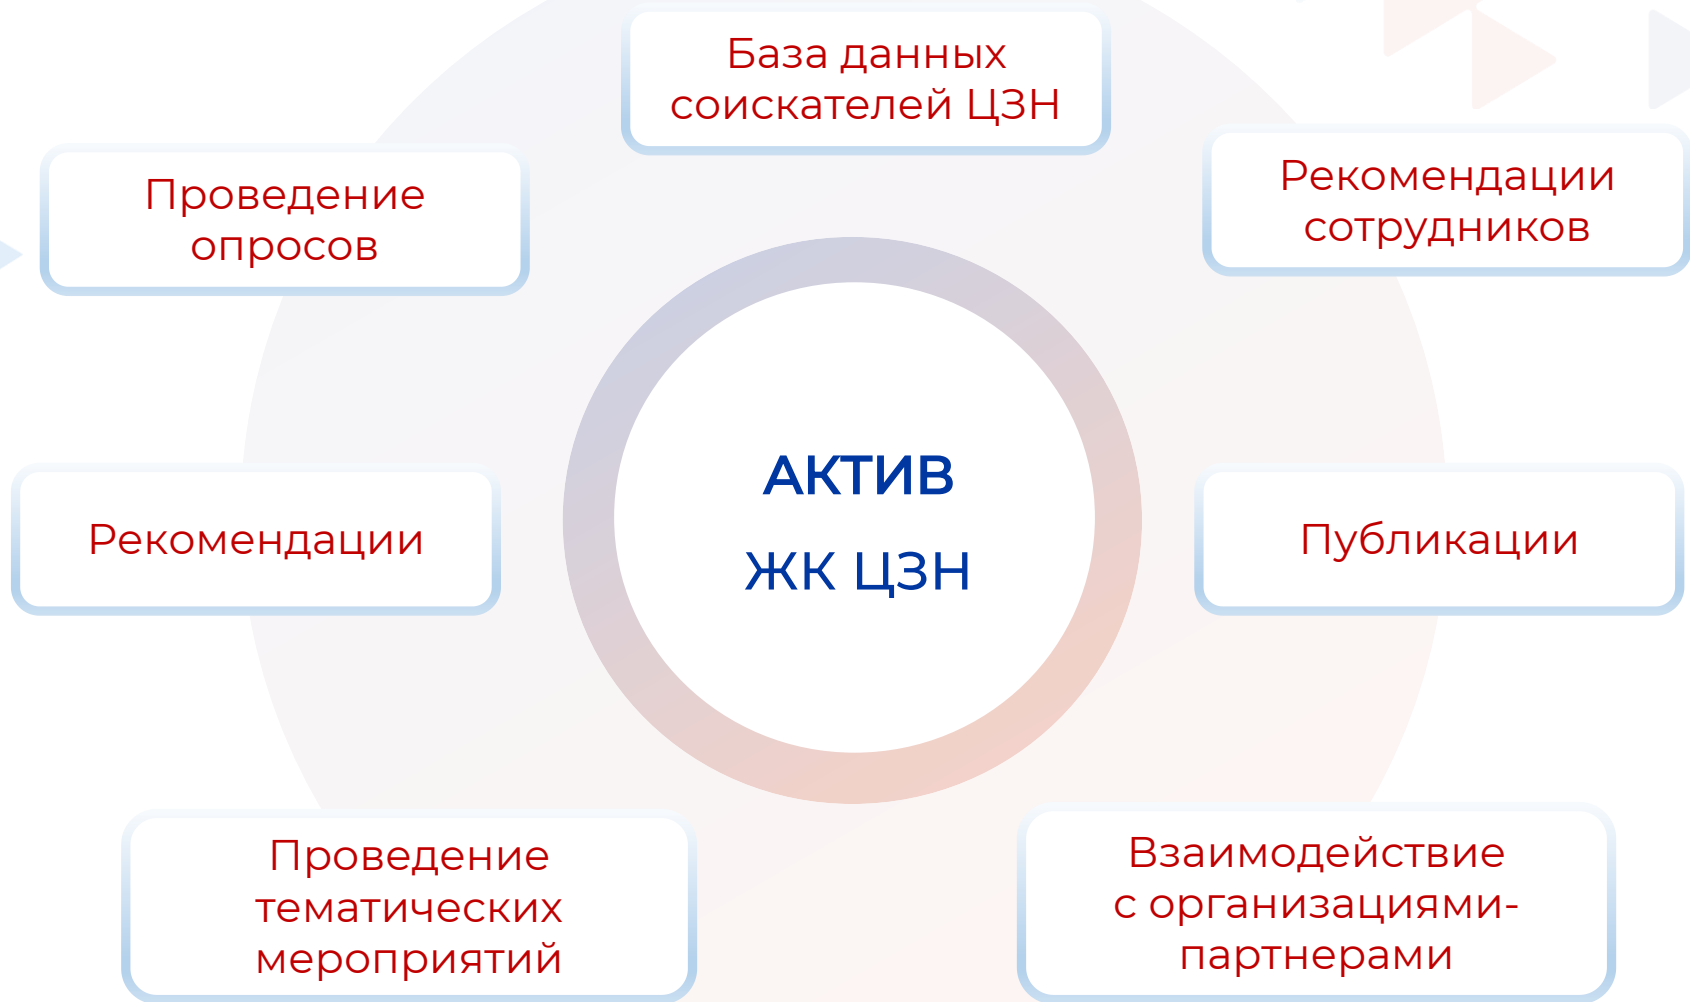 База данных
соискателей ЦЗН
Проведение
опросов
Рекомендации
сотрудников
АКТИВ
ЖК ЦЗН
Рекомендации
Публикации
Проведение
тематических
мероприятий
Взаимодействие
с организациями-
партнерами